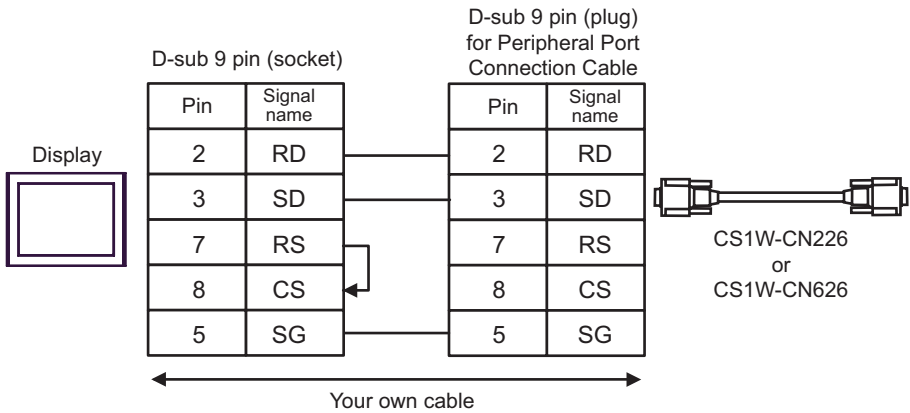 D-sub 9 pin (plug)
for Peripheral Port
Connection Cable
D-sub 9 pin (socket)
Pin Signal name Pin Signal name
Display
2 RD 2 RD
3 SD 3 SD
7 RS 7 RS
8 CS 8 CS
5 SG 5 SG
CS1W-CN226
or
CS1W-CN626
Your own cable